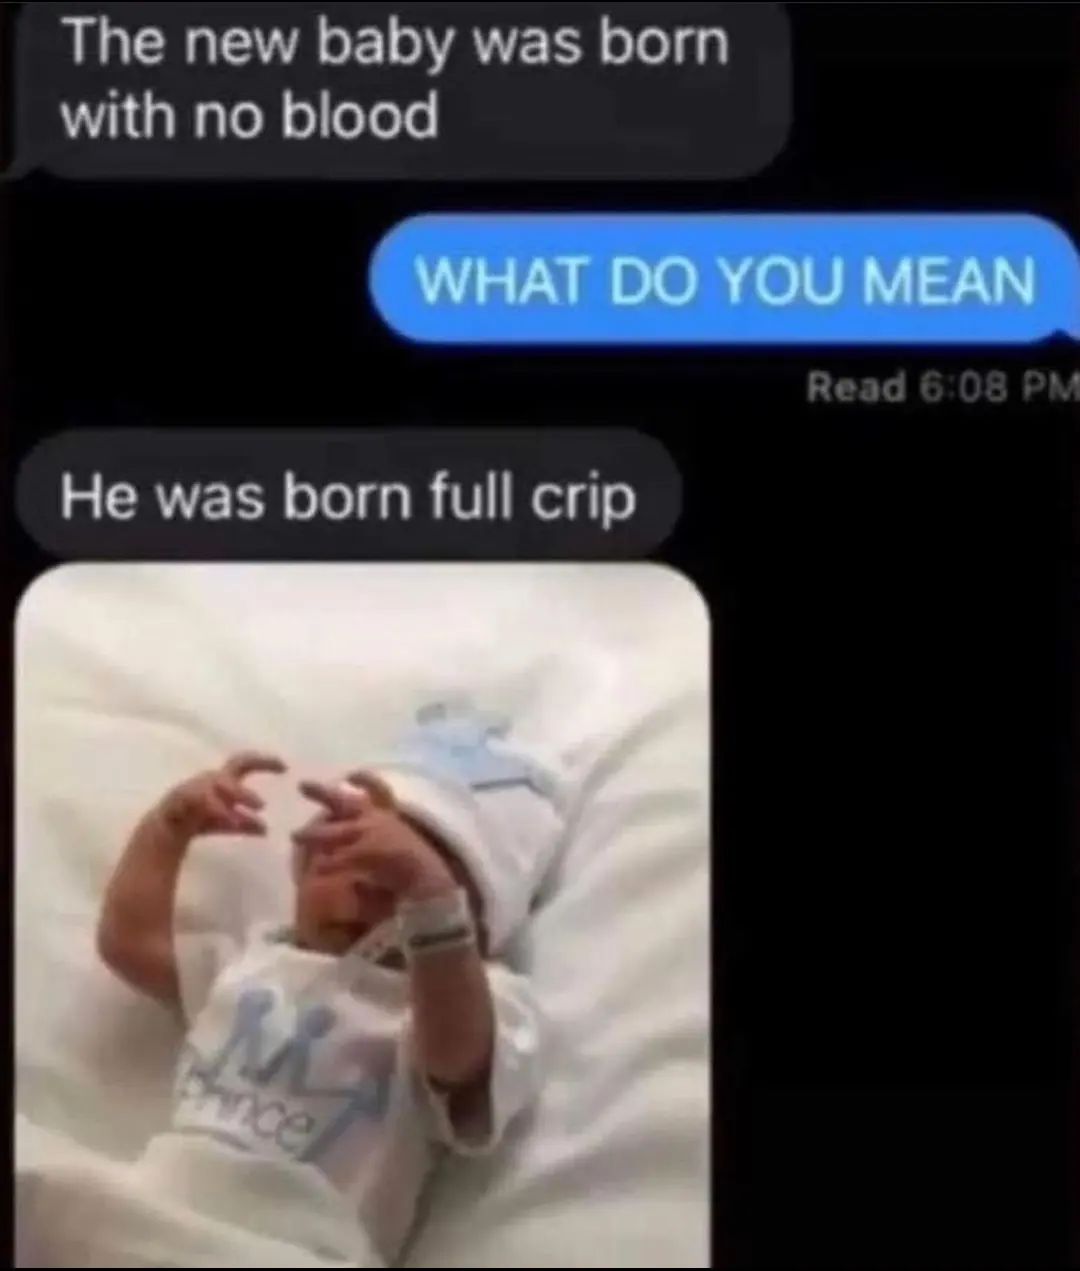 The new baby was born
with no blood
WHAT DO YOU MEAN
Read 6:08 PM
He was born full crip
prince